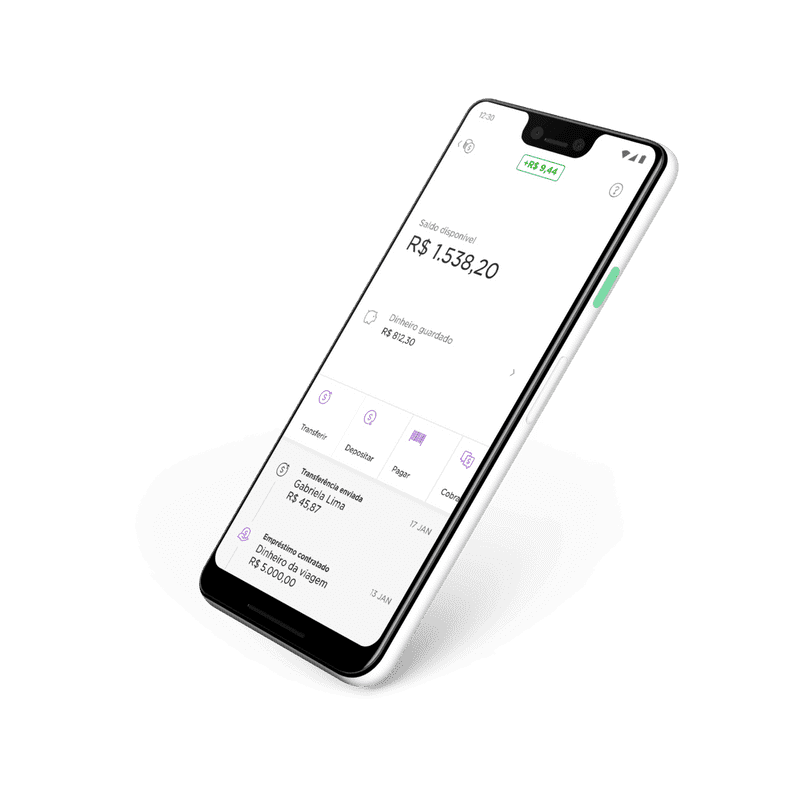 12:30
+R$ 9,44
Saldo disponível
R$ 1.538,20
Dinheiro guardado
R$ 812,30
Transferir
Depositar
Pagar
Cobra
Transferência enviada
17 JAN
Gabriela Lima
R$ 45,87
Empréstimo contratado
13 JAN
Dinheiro da viagem
R$ 5.000,00